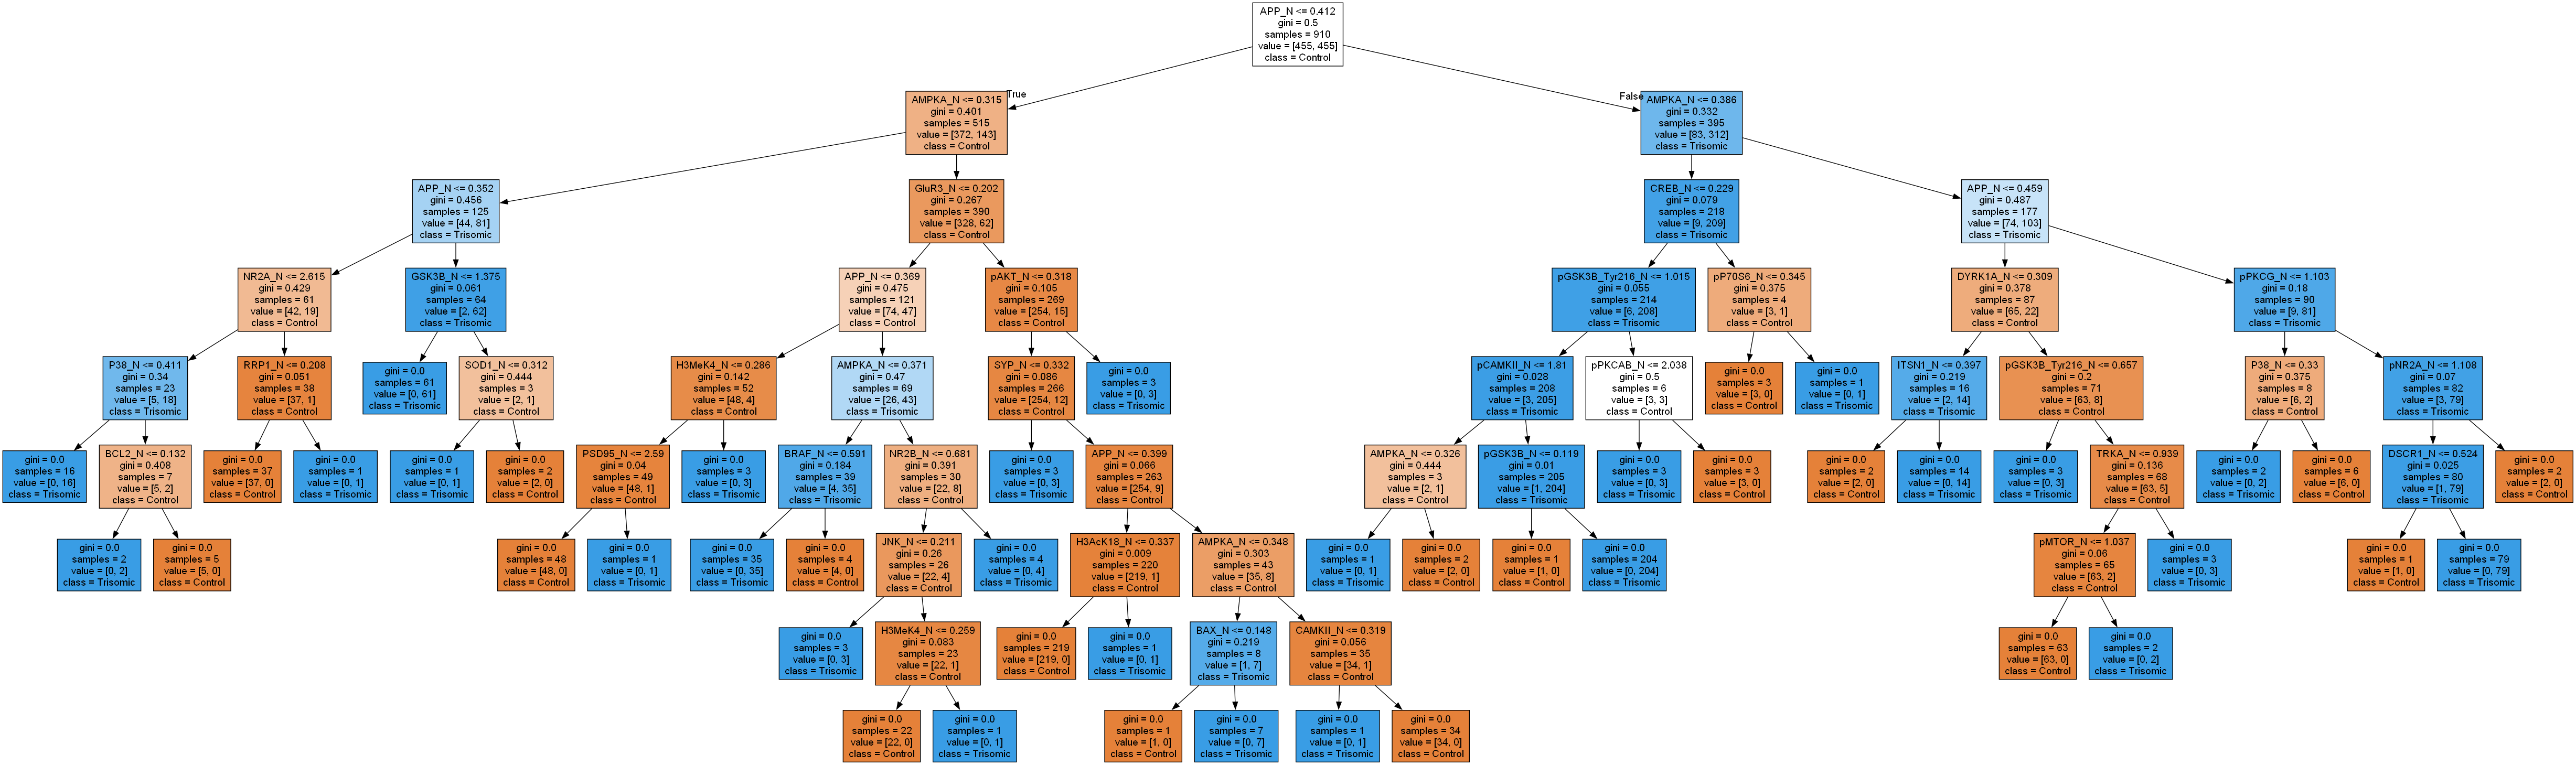 APP_N <= 0.412
gini = 0.5
samples = 910
value = [455, 455]
class = Control
True
False
AMPKA_N <= 0.315
gini = 0.401
samples = 515
value = [372, 143]
class = Control
AMPKA_N <= 0.386
gini = 0.332
samples = 395
value = [83, 312]
class = Trisomic
APP_N <= 0.352
gini = 0.456
samples = 125
value = [44, 81]
class = Trisomic
GluR3_N <= 0.202
gini = 0.267
samples = 390
value = [328, 62]
class = Control
CREB_N <= 0.229
gini = 0.079
samples = 218
value = [9, 209]
class = Trisomic
APP_N <= 0.459
gini = 0.487
samples = 177
value = [74, 103]
class = Trisomic
NR2A_N <= 2.615
gini = 0.429
samples = 61
value = [42, 19]
class = Control
GSK3B_N <= 1.375
gini = 0.061
samples = 64
value = [2, 62]
class = Trisomic
APP_N <= 0.369
gini = 0.475
samples = 121
value = [74, 47]
class = Control
pAKT_N <= 0.318
gini = 0.105
samples = 269
value = [254, 15]
class = Control
pGSK3B_Tyr216_N <= 1.015
gini = 0.055
samples = 214
value = [6, 208]
class = Trisomic
pP70S6_N <= 0.345
gini = 0.375
samples = 4
value = [3, 1]
class = Control
DYRK1A_N <= 0.309
gini = 0.378
samples = 87
value = [65, 22]
class = Control
pPKCG_N <= 1.103
gini = 0.18
samples = 90
value = [9, 81]
class = Trisomic
P38_N <= 0.411
gini = 0.34
samples = 23
value = [5, 18]
class = Trisomic
RRP1_N <= 0.208
gini = 0.051
samples = 38
value = [37, 1]
class = Control
gini = 0.0
samples = 61
value = [0, 61]
class = Trisomic
SOD1_N <= 0.312
gini = 0.444
samples = 3
value = [2, 1]
class = Control
H3MeK4_N <= 0.286
gini = 0.142
samples = 52
value = [48, 4]
class = Control
AMPKA_N <= 0.371
gini = 0.47
samples = 69
value = [26, 43]
class = Trisomic
SYP_N <= 0.332
gini = 0.086
samples = 266
value = [254, 12]
class = Control
gini = 0.0
samples = 3
value = [0, 3]
class = Trisomic
pCAMKII_N <= 1.81
gini = 0.028
samples = 208
value = [3, 205]
class = Trisomic
pPKCAB_N <= 2.038
gini = 0.5
samples = 6
value = [3, 3]
class = Control
gini = 0.0
samples = 3
value = [3, 0]
class = Control
gini = 0.0
samples = 1
value = [0, 1]
class = Trisomic
ITSN1_N <= 0.397
gini = 0.219
samples = 16
value = [2, 14]
class = Trisomic
pGSK3B_Tyr216_N <= 0.657
gini = 0.2
samples = 71
value = [63, 8]
class = Control
P38_N <= 0.33
gini = 0.375
samples = 8
value = [6, 2]
class = Control
pNR2A_N <= 1.108
gini = 0.07
samples = 82
value = [3, 79]
class = Trisomic
gini = 0.0
samples = 16
value = [0, 16]
class = Trisomic
BCL2_N <= 0.132
gini = 0.408
samples = 7
value = [5, 2]
class = Control
gini = 0.0
samples = 37
value = [37, 0]
class = Control
gini = 0.0
samples = 1
value = [0, 1]
class = Trisomic
gini = 0.0
samples = 1
value = [0, 1]
class = Trisomic
gini = 0.0
samples = 2
value = [2, 0]
class = Control
PSD95_N <= 2.59
gini = 0.04
samples = 49
value = [48, 1]
class = Control
gini = 0.0
samples = 3
value = [0, 3]
class = Trisomic
BRAF_N <= 0.591
gini = 0.184
samples = 39
value = [4, 35]
class = Trisomic
NR2B_N <= 0.681
gini = 0.391
samples = 30
value = [22, 8]
class = Control
gini = 0.0
samples = 3
value = [0, 3]
class = Trisomic
APP_N <= 0.399
gini = 0.066
samples = 263
value = [254, 9]
class = Control
AMPKA_N <= 0.326
gini = 0.444
samples = 3
value = [2, 1]
class = Control
pGSK3B_N <= 0.119
gini = 0.01
samples = 205
value = [1, 204]
class = Trisomic
gini = 0.0
samples = 3
value = [0, 3]
class = Trisomic
gini = 0.0
samples = 3
value = [3, 0]
class = Control
gini = 0.0
samples = 2
value = [2, 0]
class = Control
gini = 0.0
samples = 14
value = [0, 14]
class = Trisomic
gini = 0.0
samples = 3
value = [0, 3]
class = Trisomic
TRKA_N <= 0.939
gini = 0.136
samples = 68
value = [63, 5]
class = Control
gini = 0.0
samples = 2
value = [0, 2]
class = Trisomic
gini = 0.0
samples = 6
value = [6, 0]
class = Control
DSCR1_N <= 0.524
gini = 0.025
samples = 80
value = [1, 79]
class = Trisomic
gini = 0.0
samples = 2
value = [2, 0]
class = Control
gini = 0.0
samples = 2
value = [0, 2]
class = Trisomic
gini = 0.0
samples = 5
value = [5, 0]
class = Control
gini = 0.0
samples = 48
value = [48, 0]
class = Control
gini = 0.0
samples = 1
value = [0, 1]
class = Trisomic
gini = 0.0
samples = 35
value = [0, 35]
class = Trisomic
gini = 0.0
samples = 4
value = [4, 0]
class = Control
JNK_N <= 0.211
gini = 0.26
samples = 26
value = [22, 4]
class = Control
gini = 0.0
samples = 4
value = [0, 4]
class = Trisomic
H3AcK18_N <= 0.337
gini = 0.009
samples = 220
value = [219, 1]
class = Control
AMPKA_N <= 0.348
gini = 0.303
samples = 43
value = [35, 8]
class = Control
gini = 0.0
samples = 1
value = [0, 1]
class = Trisomic
gini = 0.0
samples = 2
value = [2, 0]
class = Control
gini = 0.0
samples = 1
value = [1, 0]
class = Control
gini = 0.0
samples = 204
value = [0, 204]
class = Trisomic
pMTOR_N <= 1.037
gini = 0.06
samples = 65
value = [63, 2]
class = Control
gini = 0.0
samples = 3
value = [0, 3]
class = Trisomic
gini = 0.0
samples = 1
value = [1, 0]
class = Control
gini = 0.0
samples = 79
value = [0, 79]
class = Trisomic
gini = 0.0
samples = 3
value = [0, 3]
class = Trisomic
H3MeK4_N <= 0.259
gini = 0.083
samples = 23
value = [22, 1]
class = Control
gini = 0.0
samples = 219
value = [219, 0]
class = Control
gini = 0.0
samples = 1
value = [0, 1]
class = Trisomic
BAX_N <= 0.148
gini = 0.219
samples = 8
value = [1, 7]
class = Trisomic
CAMKII_N <= 0.319
gini = 0.056
samples = 35
value = [34, 1]
class = Control
gini = 0.0
samples = 63
value = [63, 0]
class = Control
gini = 0.0
samples = 2
value = [0, 2]
class = Trisomic
gini = 0.0
samples = 22
value = [22, 0]
class = Control
gini = 0.0
samples = 1
value = [0, 1]
class = Trisomic
gini = 0.0
samples = 1
value = [1, 0]
class = Control
gini = 0.0
samples = 7
value = [0, 7]
class = Trisomic
gini = 0.0
samples = 1
value = [0, 1]
class = Trisomic
gini = 0.0
samples = 34
value = [34, 0]
class = Control